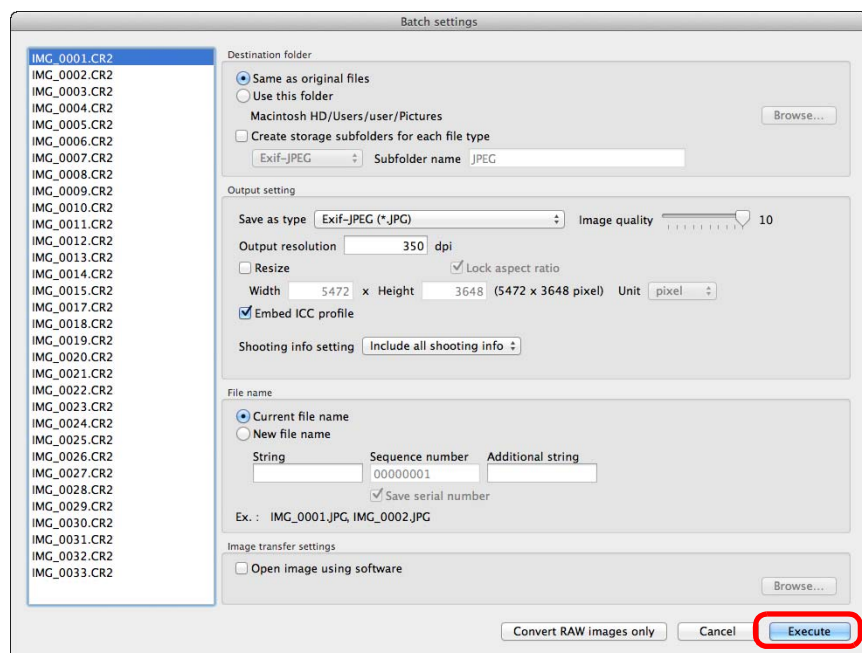 Batch settings
IMG_0001.CR2
IMG_0002.CR2
IMG_0003.CR2
IMG_0004.CR2
IMG_0005.CR2
IMG_0006.CR2
IMG_0007.CR2
IMG_0008.CR2
IMG_0009.CR2
IMG_0010.CR2
IMG_0011.CR2
IMG_0012.CR2
IMG_0013.CR2
IMG_0014.CR2
IMG_0015.CR2
IMG_0017.CR2
IMG_0018.CR2
IMG_0019.CR2
IMG_0020.CR2
IMG_0021.CR2
IMG_0022.CR2
IMG_0023.CR2
IMG_0024.CR2
IMG_0025.CR2
IMG_0026.CR2
IMG_0027.CR2
IMG_0028.CR2
IMG_0029.CR2
IMG_0030.CR2
IMG_0031.CR2
IMG_0032.CR2
IMG_0033.CR2
Destination folder
Same as original files
Use this folder
Macintosh HD/Users/user/Pictures Browse...
Create storage subfolders for each file type
Exif-JPEG Subfolder name JPEG
Output setting
Save as type Exif-JPEG (*.JPG) Image quality 10
Output resolution 350 dpi
Resize Lock aspect ratio
Width 5472 x Height 3648 (5472 x 3648 pixel) Unit pixel
Embed ICC profile
Shooting info setting Include all shooting info
File name
Current file name
New file name
String Sequence number Additional string
00000001
Save serial number
Ex. : IMG_0001.JPG, IMG_0002.JPG
Image transfer settings
Open image using software
Browse...
Convert RAW images only Cancel Execute